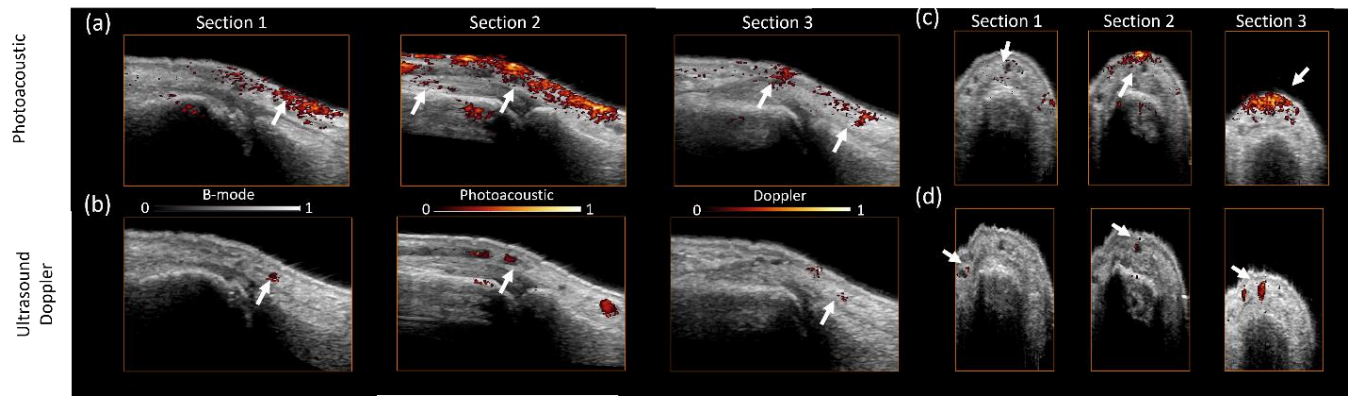 (a) Section 1 Section 2 Section 3 (c) Section 1 Section 2 Section 3
Photoacoustic
(b) 0 B-mode 1 0 Photoacoustic 1 0 Doppler 1 (d)
Ultrasound
Doppler